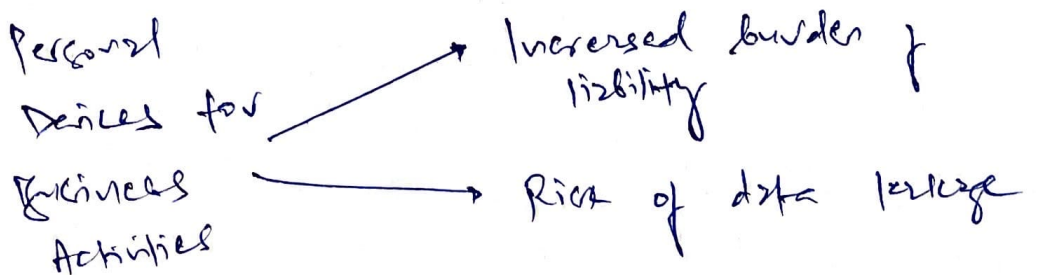 Personal
Devices for
Business
Activities
Increased burden of
liability
Risk of data leakage